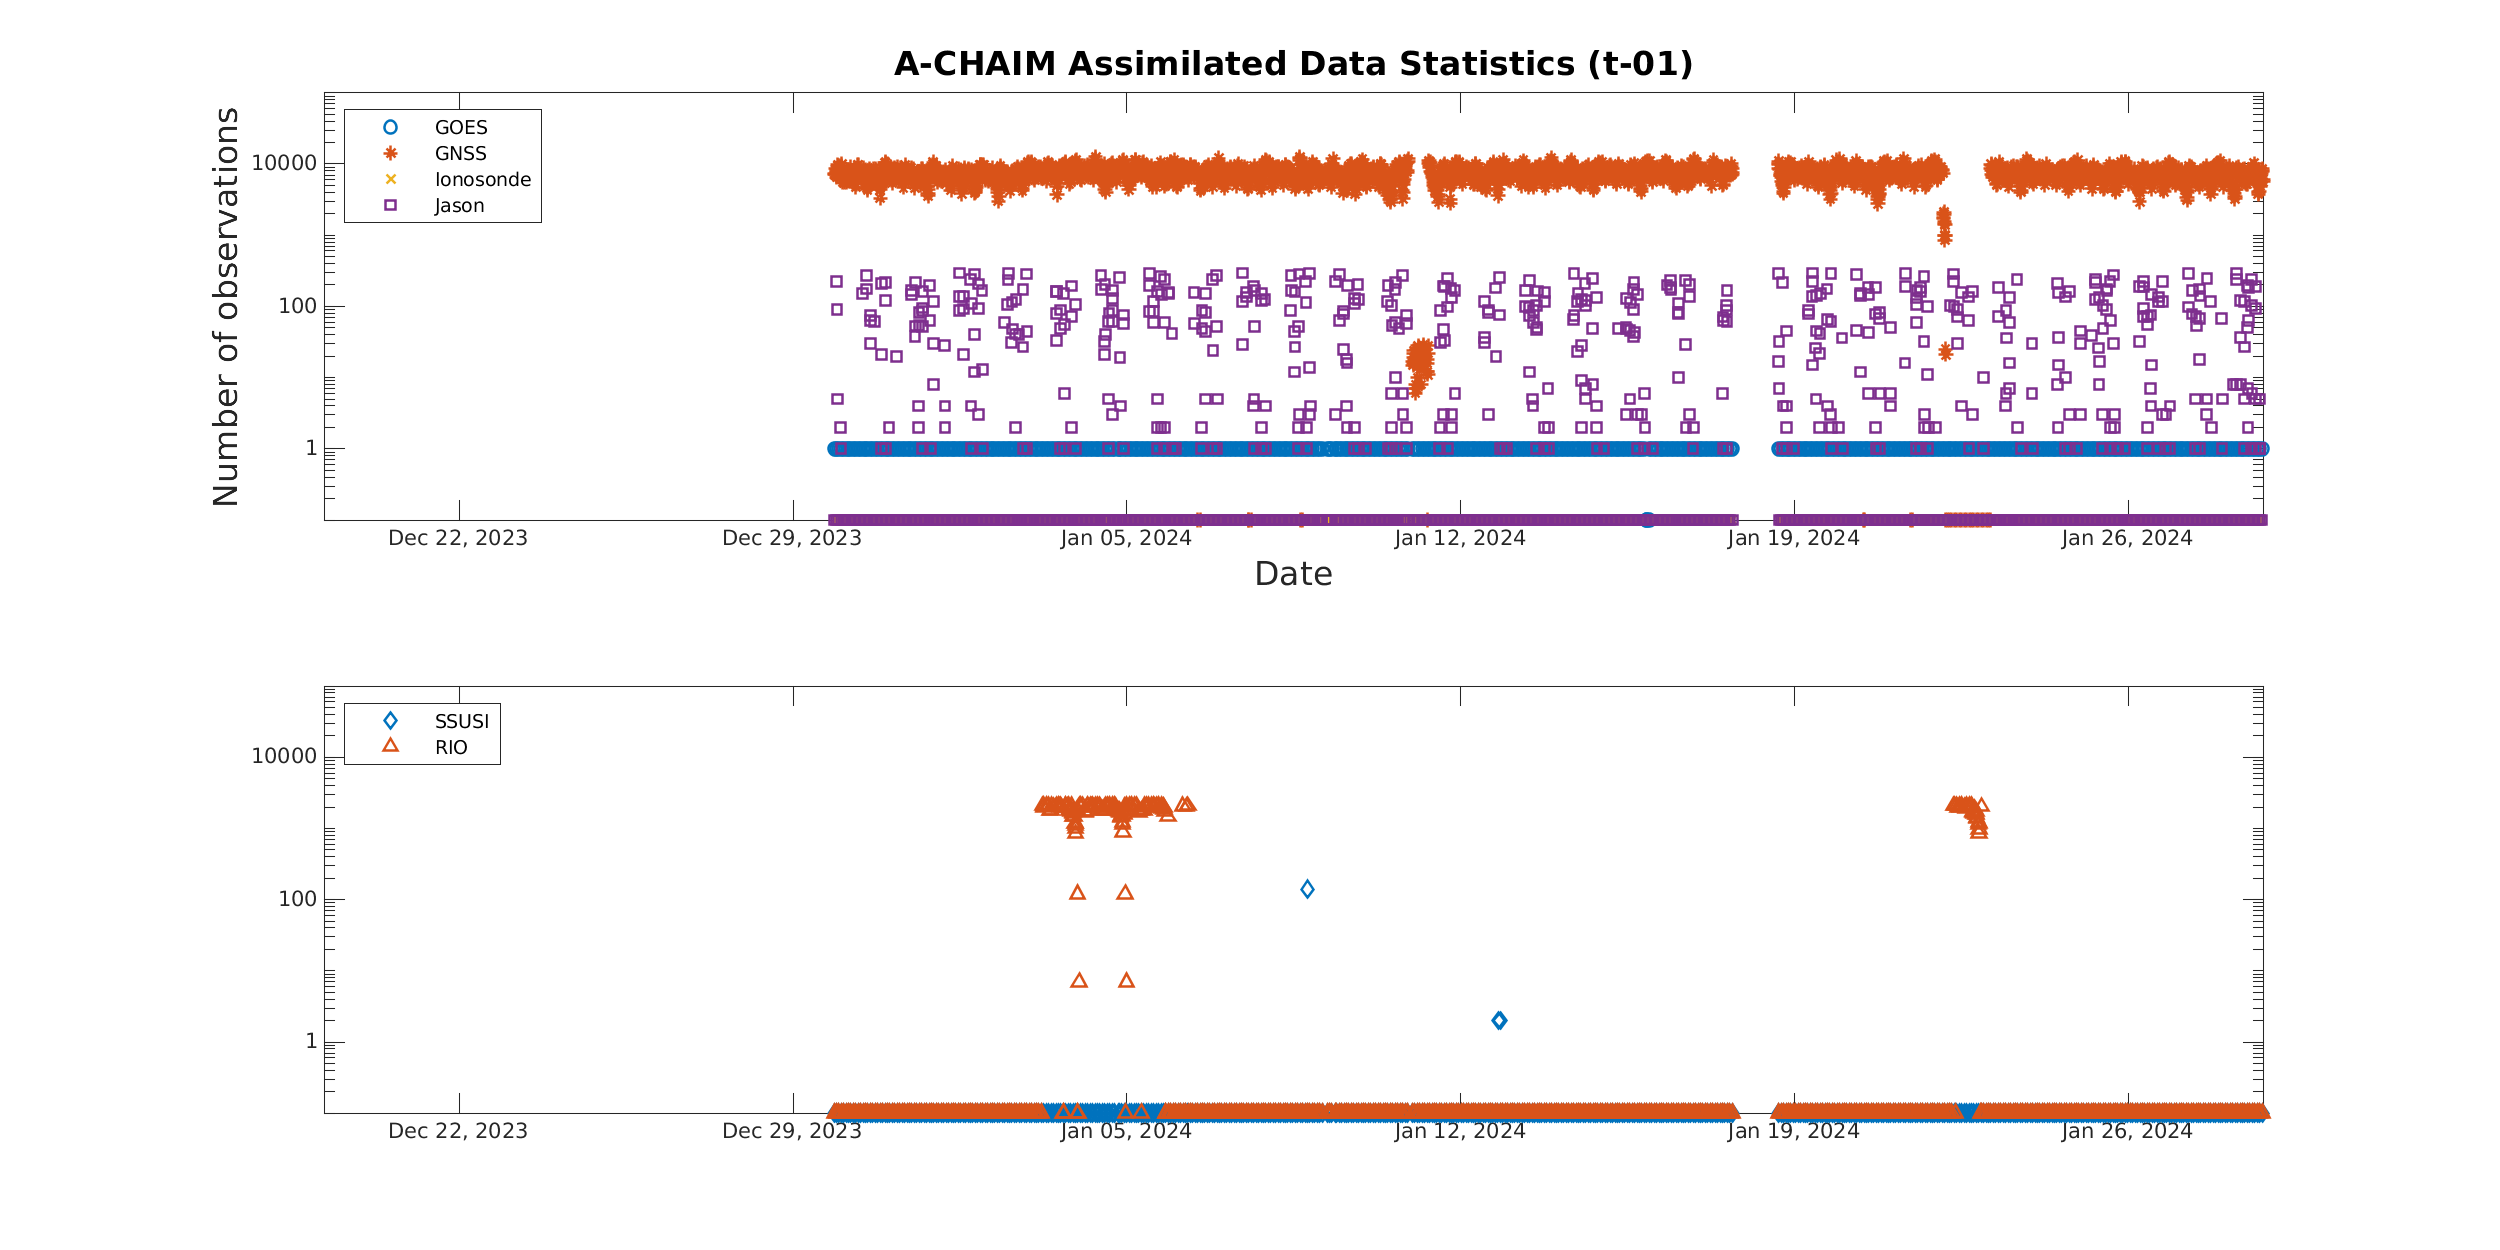 A-CHAIM Assimilated Data Statistics (t-01)
Number of observations
10000
100
1
GOES
GNSS
Ionosonde
Jason
Dec 22, 2023
Dec 29, 2023
Jan 05, 2024
Jan 12, 2024
Jan 19, 2024
Jan 26, 2024
Date
10000
100
1
SSUSI
RIO
Dec 22, 2023
Dec 29, 2023
Jan 05, 2024
Jan 12, 2024
Jan 19, 2024
Jan 26, 2024